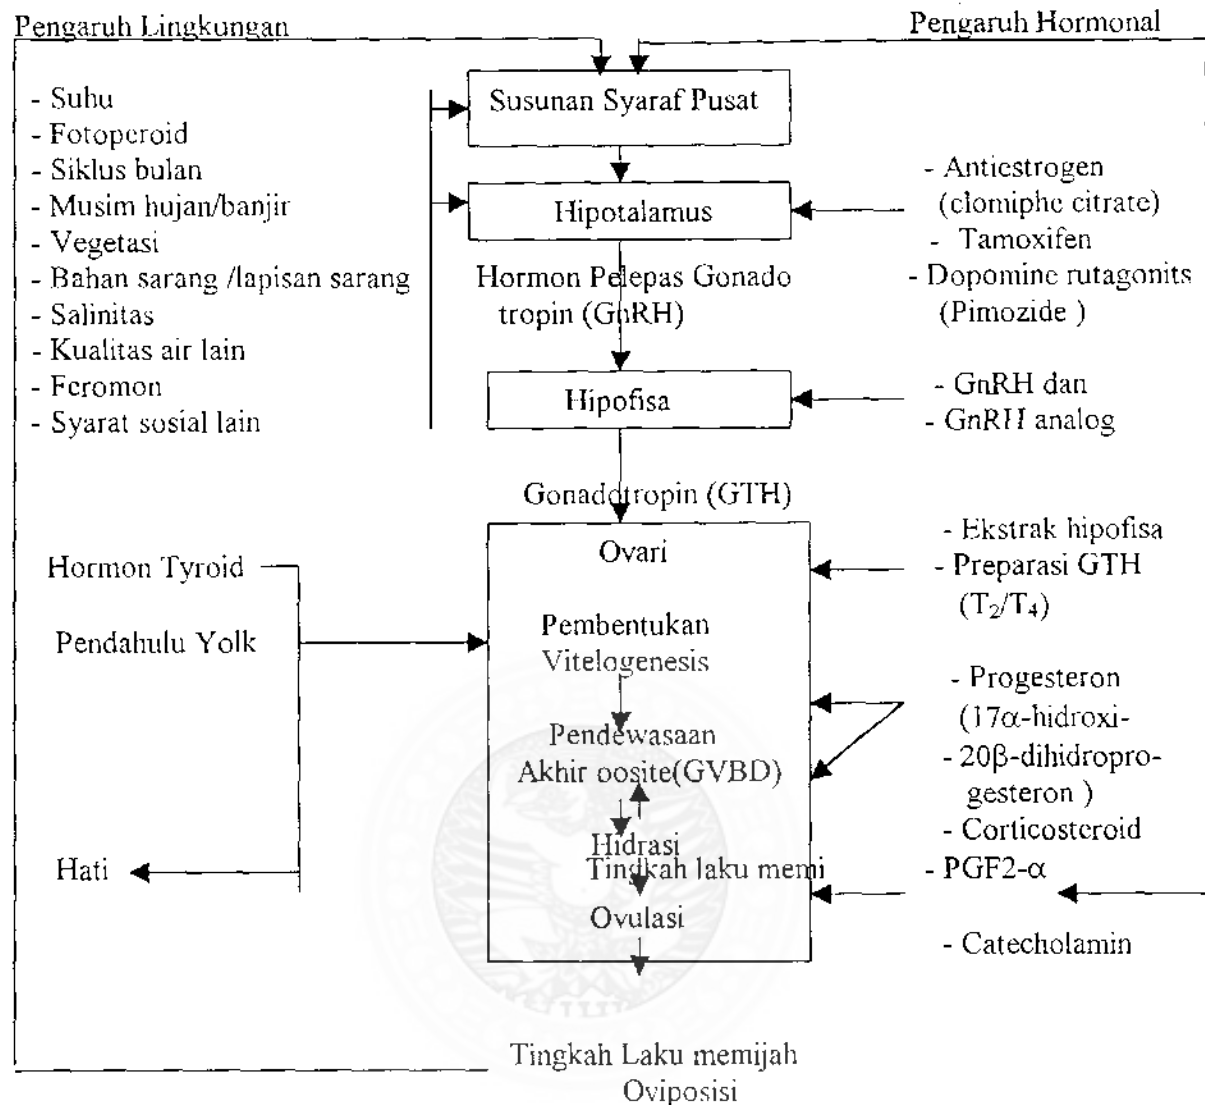 Pengaruh Lingkungan
Pengaruh Hormonal
- Suhu
- Fotoperoid
- Siklus bulan
- Musim hujan/banjir
- Vegetasi
- Bahan sarang /lapisan sarang
- Salinitas
- Kualitas air lain
- Feromon
- Syarat sosial lain
Susunan Syaraf Pusat
Hipotalamus
Hormon Pelepas Gonado
tropin (GnRH)
Hipofisa
Gonadotropin (GTH)
- Antiestrogen
(clomiphe citrate)
- Tamoxifen
- Dopomine rutagonits
(Pimozide )
- GnRH dan
- GnRH analog
Hormon Tyroid
Pendahulu Yolk
Hati
Ovari
Pembentukan
Vitelogenesis
Pendewasaan
Akhir oosite(GVBD)
Hidrasi
Tingkah laku memi
Ovulasi
- Ekstrak hipofisa
- Preparasi GTH
(T₂/T₄)
- Progesteron
(17α-hidroxi-
- 20β-dihidropro-
gesteron )
- Corticosteroid
- PGF2-α
- Catecholamin
Tingkah Laku memijah
Oviposisi